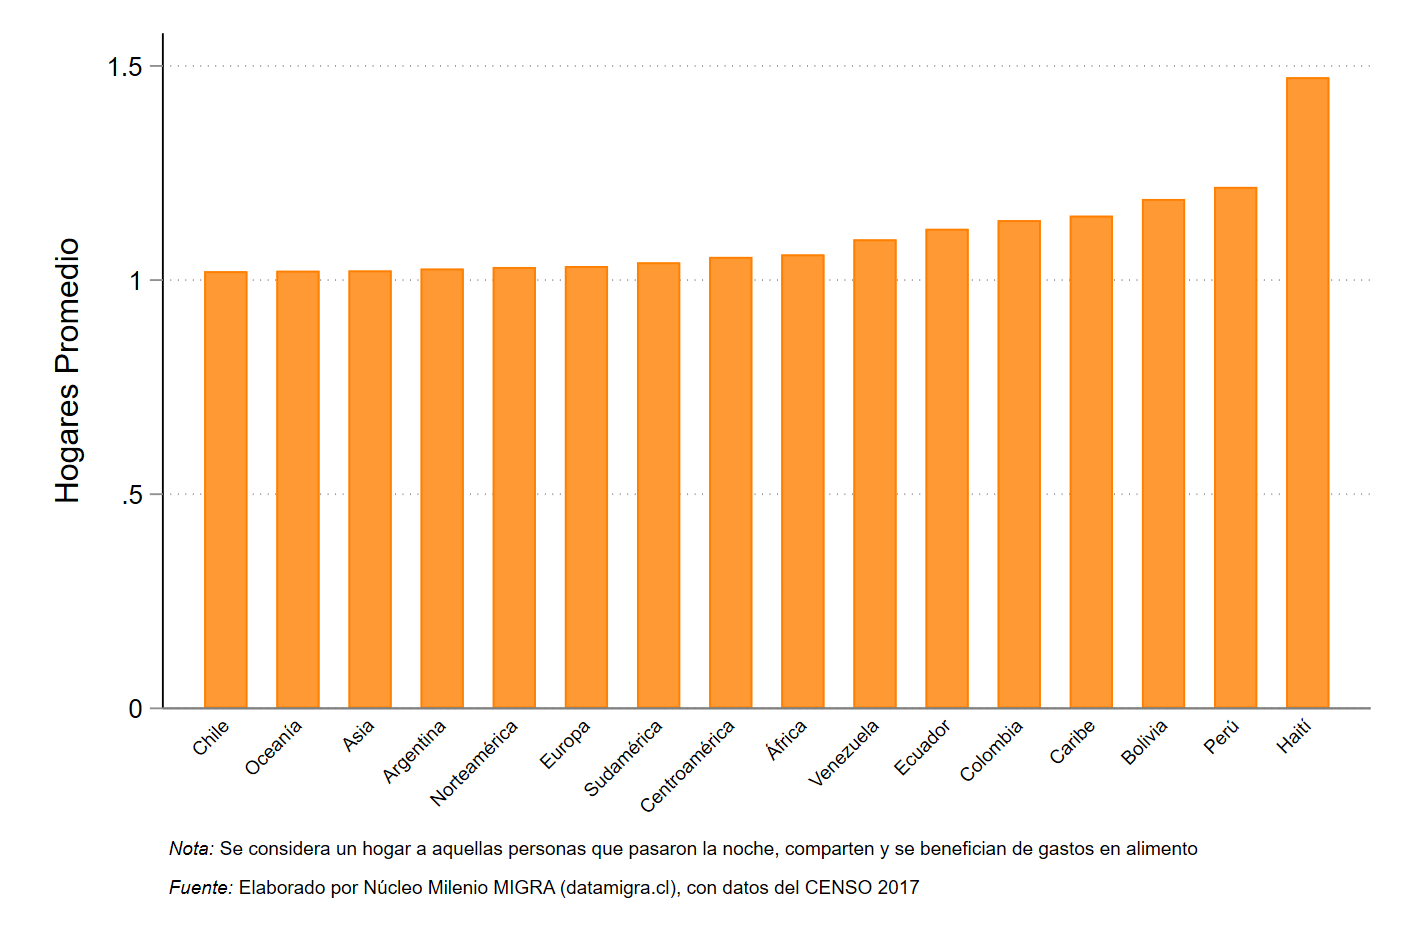 Hogares Promedio
1.5
1
.5
0
Chile
Oceanía
Asia
Argentina
Norteamérica
Europa
Sudamérica
Centroamérica
África
Venezuela
Ecuador
Colombia
Caribe
Bolivia
Perú
Haití
Nota: Se considera un hogar a aquellas personas que pasaron la noche, comparten y se benefician de gastos en alimento
Fuente: Elaborado por Núcleo Milenio MIGRA (datamigra.cl), con datos del CENSO 2017